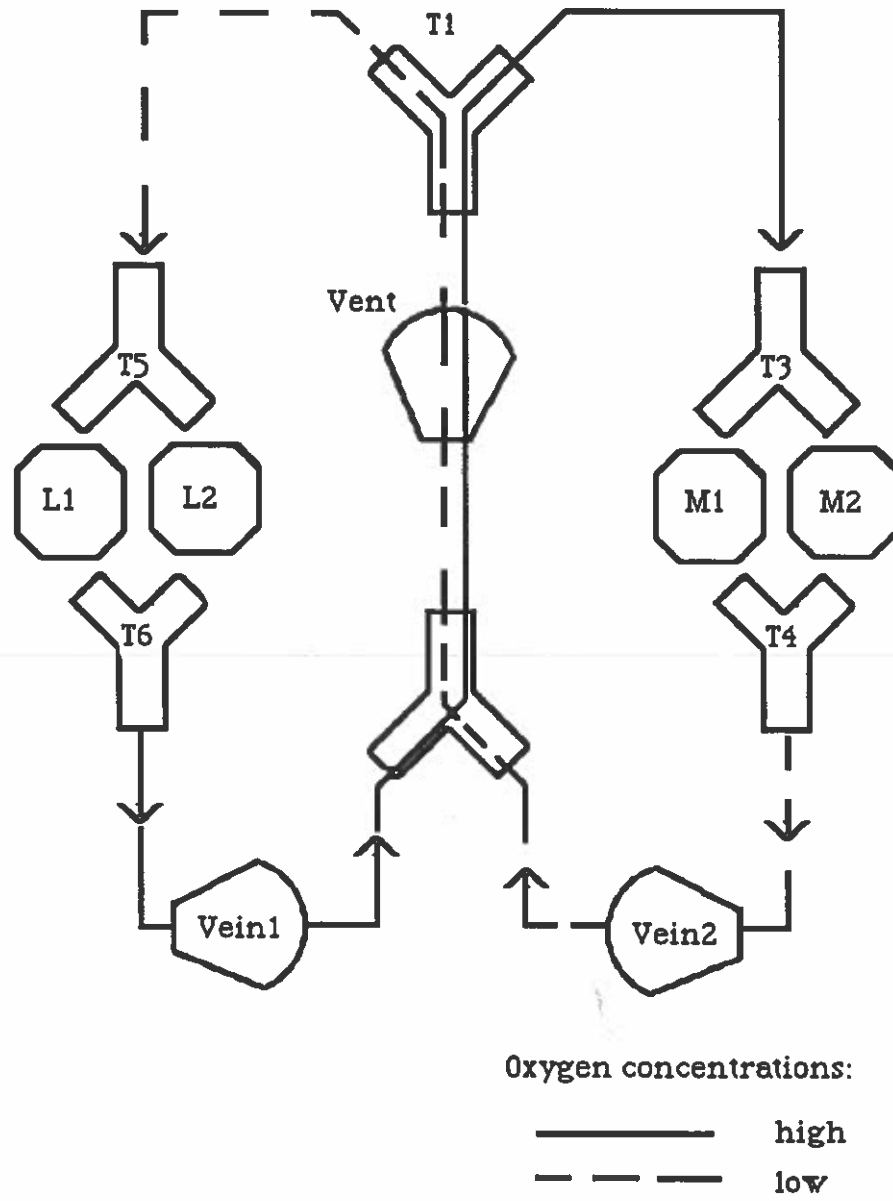 T1
Vent
T5
T3
L1
L2
M1
M2
T6
T4
Vein1
Vein2
Oxygen concentrations:
high
low